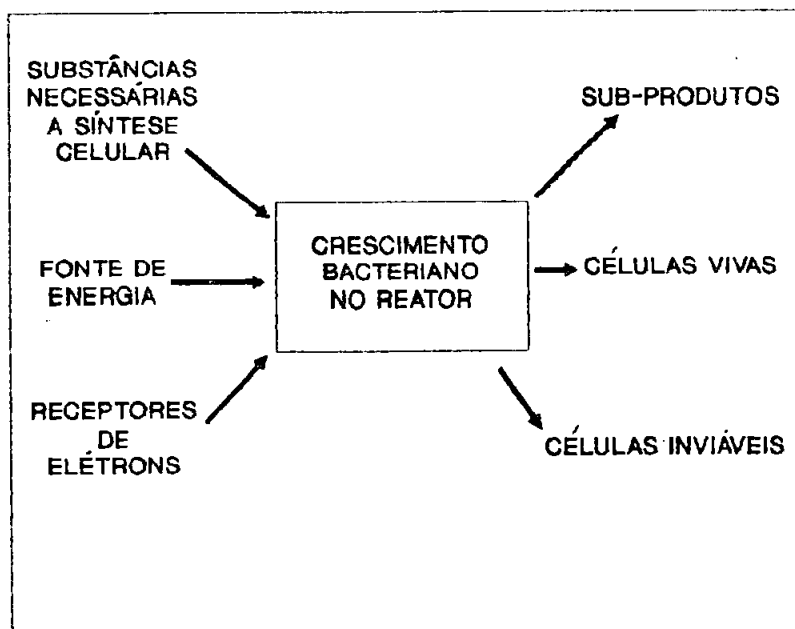 SUBSTÂNCIAS
NECESSÁRIAS
A SÍNTESE
CELULAR
FONTE DE
ENERGIA
RECEPTORES
DE
ELÉTRONS
CRESCIMENTO
BACTERIANO
NO REATOR
SUB-PRODUTOS
CÉLULAS VIVAS
CÉLULAS INVIÁVEIS